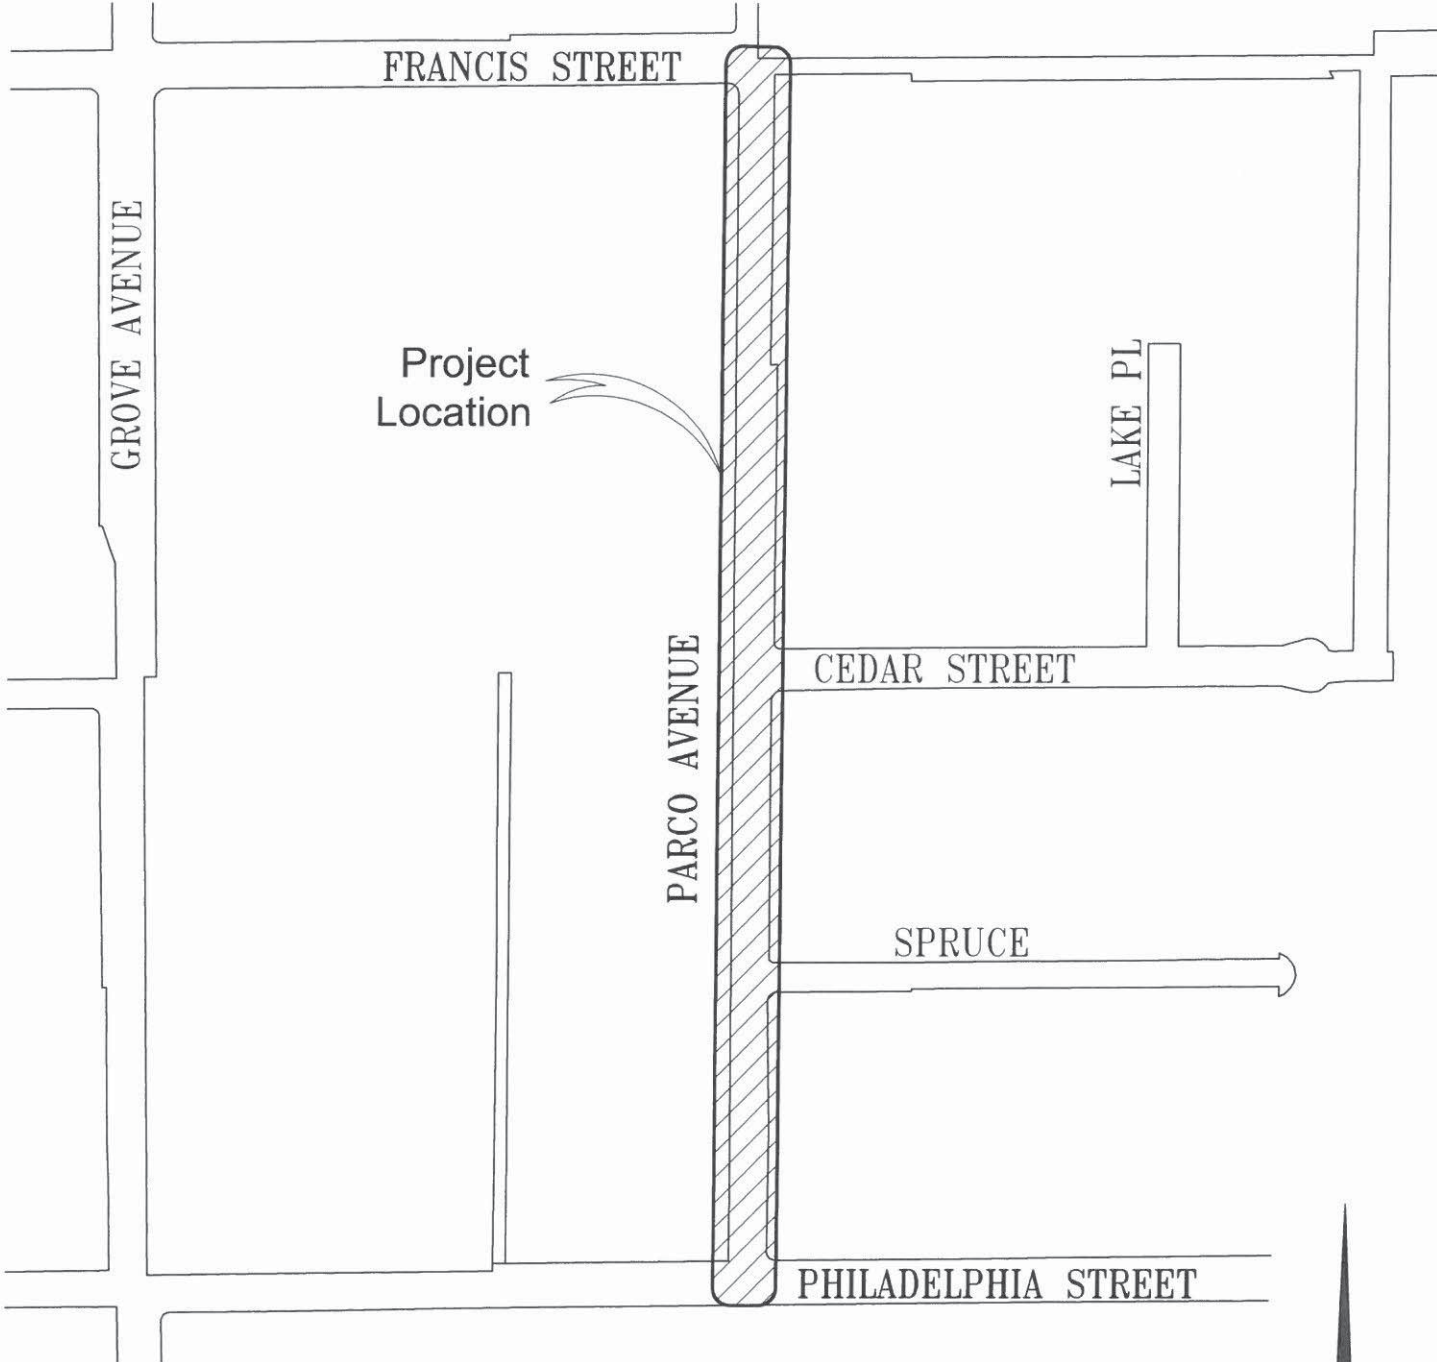 FRANCIS STREET
GROVE AVENUE
Project
Location
LAKE PL
PARCO AVENUE
CEDAR STREET
SPRUCE
PHILADELPHIA STREET